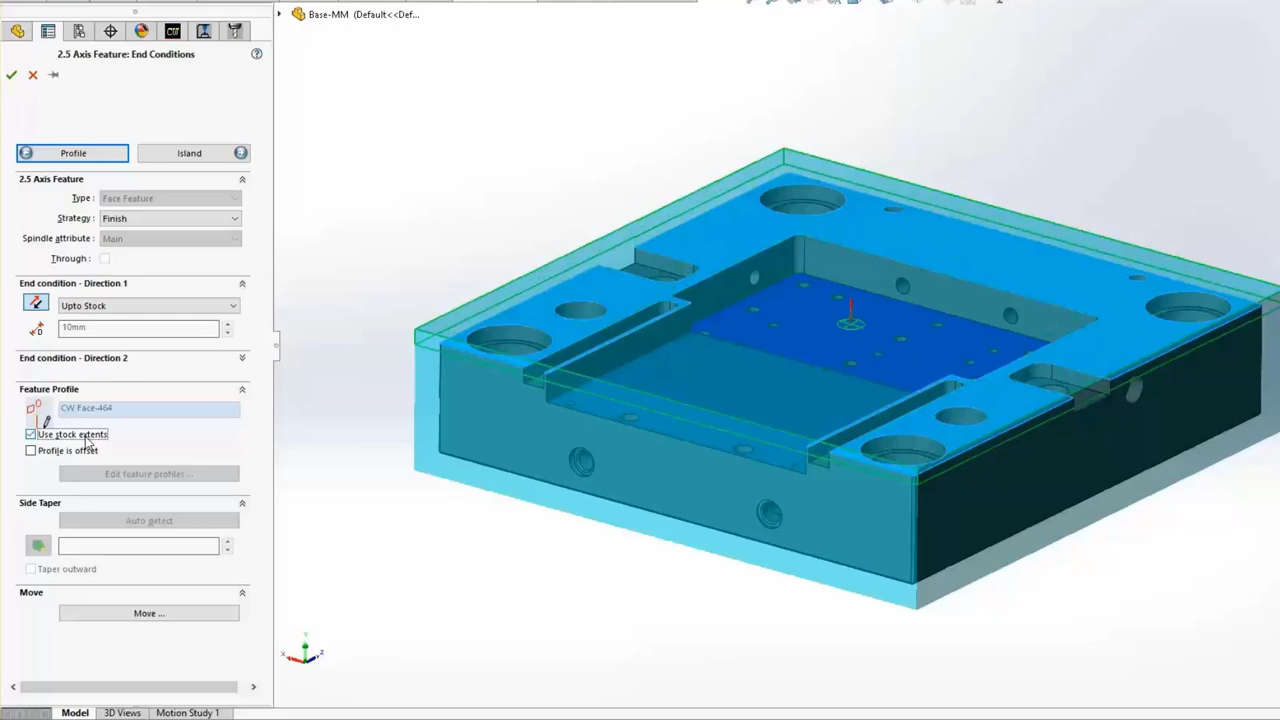 Base-MM (Default<<Def...
CW
2.5 Axis Feature: End Conditions
Profile
Island
2.5 Axis Feature
Type :
Face Feature
Strategy :
Finish
Spindle attribute :
Main
Through :
End condition - Direction 1
Upto Stock
D
10mm
End condition - Direction 2
Feature Profile
CW Face-464
Use stock extents
Profile is offset
Edit feature profiles ...
Side Taper
Auto detect
Taper outward
Move
Move ...
Y
X
Z
Model
3D Views
Motion Study 1